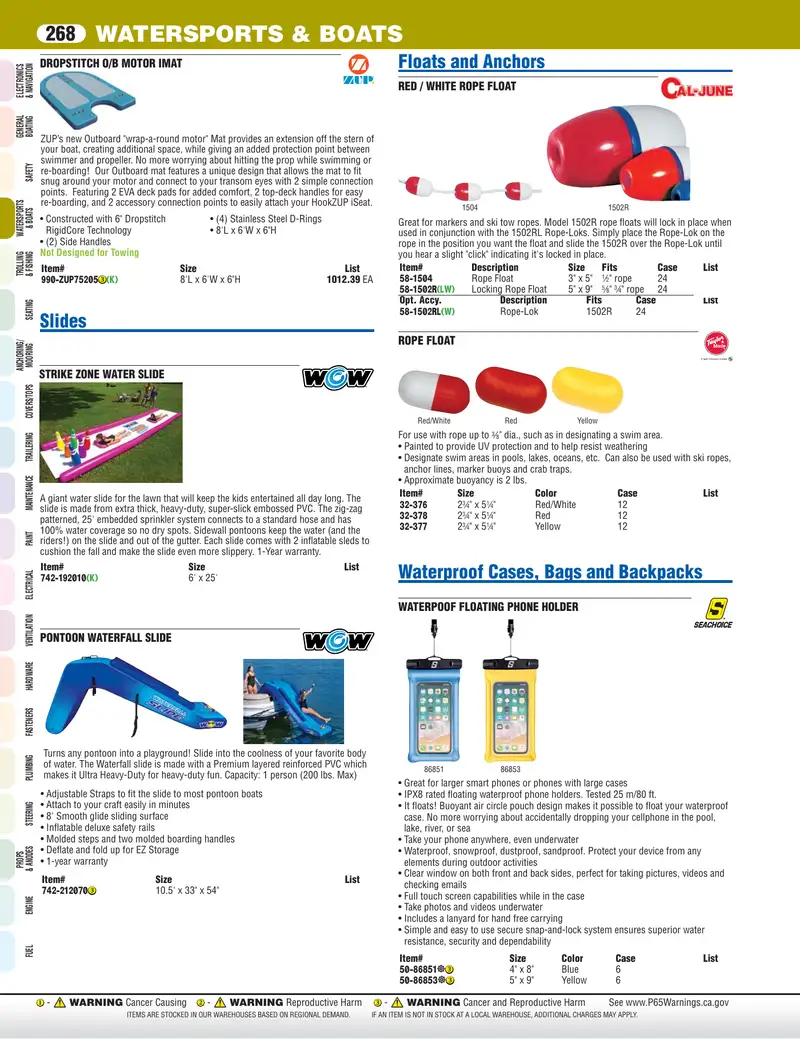 268 WATERSPORTS & BOATS
ELECTRONICS
& NAVIGATION
GENERAL
BOATING
SAFETY
WATERSPORTS
& BOATS
TROLLING
& FISHING
SEATING
ANCHORING/
MOORING
COVERS/TOPS
TRAILERING
MAINTENANCE
PAINT
ELECTRICAL
VENTILATION
HARDWARE
FASTENERS
PLUMBING
STEERING
PROPS
& ANODES
ENGINE
FUEL
DROPSTITCH O/B MOTOR IMAT
ZUP
ZUP's new Outboard "wrap-a-round motor" Mat provides an extension off the stern of
your boat, creating additional space, while giving an added protection point between
swimmer and propeller. No more worrying about hitting the prop while swimming or
re-boarding! Our Outboard mat features a unique design that allows the mat to fit
snug around your motor and connect to your transom eyes with 2 simple connection
points. Featuring 2 EVA deck pads for added comfort, 2 top-deck handles for easy
re-boarding, and 2 accessory connection points to easily attach your HookZUP iSeat.
• Constructed with 6" Dropstitch
RigidCore Technology
• (2) Side Handles
• (4) Stainless Steel D-Rings
• 8'L x 6'W x 6"H
Not Designed for Towing
Item# Size List
990-ZUP75205 3 (K) 8'L x 6'W x 6"H 1012.39 EA
Slides
STRIKE ZONE WATER SLIDE
WOW
A giant water slide for the lawn that will keep the kids entertained all day long. The
slide is made from extra thick, heavy-duty, super-slick embossed PVC. The zig-zag
patterned, 25' embedded sprinkler system connects to a standard hose and has
100% water coverage so no dry spots. Sidewall pontoons keep the water (and the
riders!) on the slide and out of the gutter. Each slide comes with 2 inflatable sleds to
cushion the fall and make the slide even more slippery. 1-Year warranty.
Item# Size List
742-192010(K) 6' x 25'
PONTOON WATERFALL SLIDE
WOW
WATERFALL
SLIDE
WOW
Turns any pontoon into a playground! Slide into the coolness of your favorite body
of water. The Waterfall slide is made with a Premium layered reinforced PVC which
makes it Ultra Heavy-Duty for heavy-duty fun. Capacity: 1 person (200 lbs. Max)
• Adjustable Straps to fit the slide to most pontoon boats
• Attach to your craft easily in minutes
• 8' Smooth glide sliding surface
• Inflatable deluxe safety rails
• Molded steps and two molded boarding handles
• Deflate and fold up for EZ Storage
• 1-year warranty
Item# Size List
742-212070 3 10.5' x 33" x 54"
Floats and Anchors
RED / WHITE ROPE FLOAT
CAL-JUNE
1504 1502R
Great for markers and ski tow ropes. Model 1502R rope floats will lock in place when
used in conjunction with the 1502RL Rope-Loks. Simply place the Rope-Lok on the
rope in the position you want the float and slide the 1502R over the Rope-Lok until
you hear a slight "click" indicating it's locked in place.
Item# Description Size Fits Case List
58-1504 Rope Float 3" x 5" ½" rope 24
58-1502R(LW) Locking Rope Float 5" x 9" ⅝" ¾" rope 24
Opt. Accy. Description Fits Case List
58-1502RL(W) Rope-Lok 1502R 24
ROPE FLOAT
Taylor Made
Red/White Red Yellow
For use with rope up to ⅜" dia., such as in designating a swim area.
• Painted to provide UV protection and to help resist weathering
• Designate swim areas in pools, lakes, oceans, etc. Can also be used with ski ropes,
anchor lines, marker buoys and crab traps.
• Approximate buoyancy is 2 lbs.
Item# Size Color Case List
32-376 2¾" x 5¼" Red/White 12
32-378 2¾" x 5¼" Red 12
32-377 2¾" x 5¼" Yellow 12
Waterproof Cases, Bags and Backpacks
WATERPOOF FLOATING PHONE HOLDER
S
SEACHOICE
86851 86853
• Great for larger smart phones or phones with large cases
• IPX8 rated floating waterproof phone holders. Tested 25 m/80 ft.
• It floats! Buoyant air circle pouch design makes it possible to float your waterproof
case. No more worrying about accidentally dropping your cellphone in the pool,
lake, river, or sea
• Take your phone anywhere, even underwater
• Waterproof, snowproof, dustproof, sandproof. Protect your device from any
elements during outdoor activities
• Clear window on both front and back sides, perfect for taking pictures, videos and
checking emails
• Full touch screen capabilities while in the case
• Take photos and videos underwater
• Includes a lanyard for hand free carrying
• Simple and easy to use secure snap-and-lock system ensures superior water
resistance, security and dependability
Item# Size Color Case List
50-86851 3 4" x 8" Blue 6
50-86853 3 5" x 9" Yellow 6
1 - WARNING Cancer Causing 2 - WARNING Reproductive Harm 3 - WARNING Cancer and Reproductive Harm See www.P65Warnings.ca.gov
ITEMS ARE STOCKED IN OUR WAREHOUSES BASED ON REGIONAL DEMAND. IF AN ITEM IS NOT IN STOCK AT A LOCAL WAREHOUSE, ADDITIONAL CHARGES MAY APPLY.